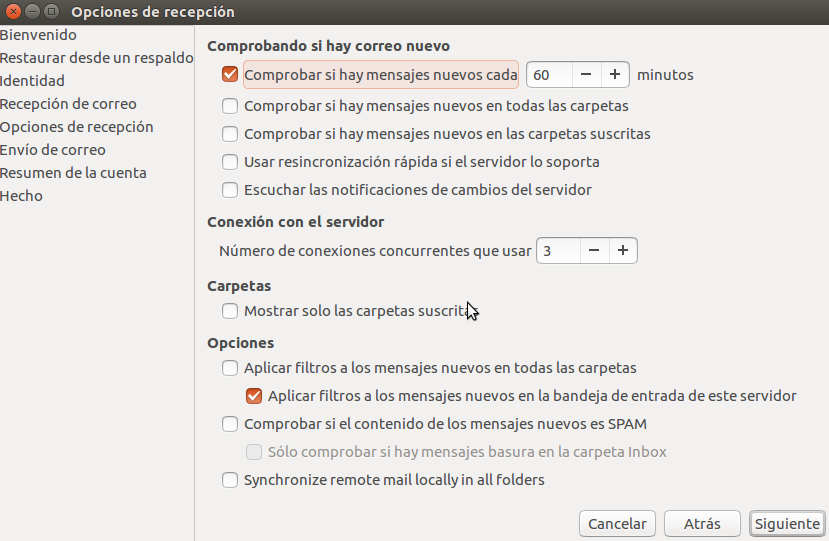 Opciones de recepción
Bienvenido
Restaurar desde un respaldo
Identidad
Recepción de correo
Opciones de recepción
Envío de correo
Resumen de la cuenta
Hecho
Comprobando si hay correo nuevo
Comprobar si hay mensajes nuevos cada 60 minutos
Comprobar si hay mensajes nuevos en todas las carpetas
Comprobar si hay mensajes nuevos en las carpetas suscritas
Usar resincronización rápida si el servidor lo soporta
Escuchar las notificaciones de cambios del servidor
Conexión con el servidor
Número de conexiones concurrentes que usar 3
Carpetas
Mostrar solo las carpetas suscritas
Opciones
Aplicar filtros a los mensajes nuevos en todas las carpetas
Aplicar filtros a los mensajes nuevos en la bandeja de entrada de este servidor
Comprobar si el contenido de los mensajes nuevos es SPAM
Sólo comprobar si hay mensajes basura en la carpeta Inbox
Synchronize remote mail locally in all folders
Cancelar Atrás Siguiente